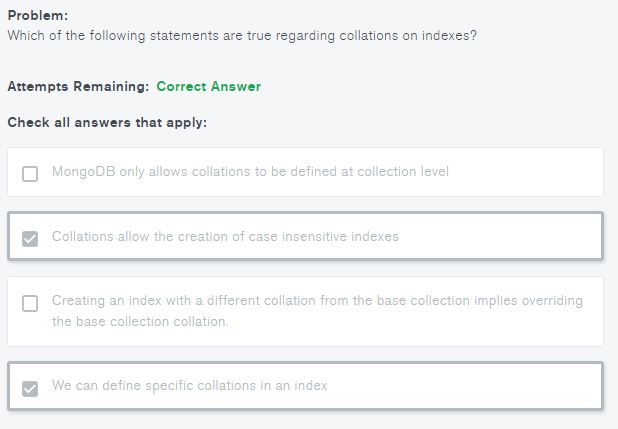 Problem:
Which of the following statements are true regarding collations on indexes?
Attempts Remaining: Correct Answer
Check all answers that apply:
MongoDB only allows collations to be defined at collection level
Collations allow the creation of case insensitive indexes
Creating an index with a different collation from the base collection implies overriding
the base collection collation.
We can define specific collations in an index